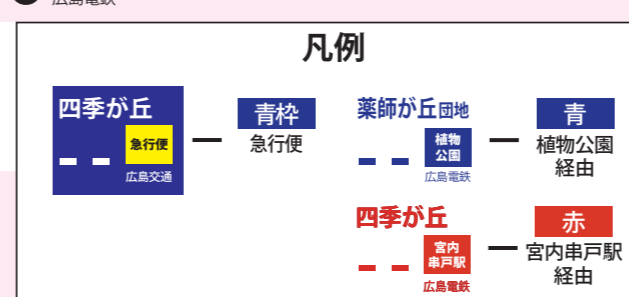 広島電鉄
凡例
四季が丘
急行便
広島交通
青枠
急行便
薬師が丘団地
植物
公園
広島電鉄
青
植物公園
経由
四季が丘
宮内
串戸駅
広島電鉄
赤
宮内串戸駅
経由